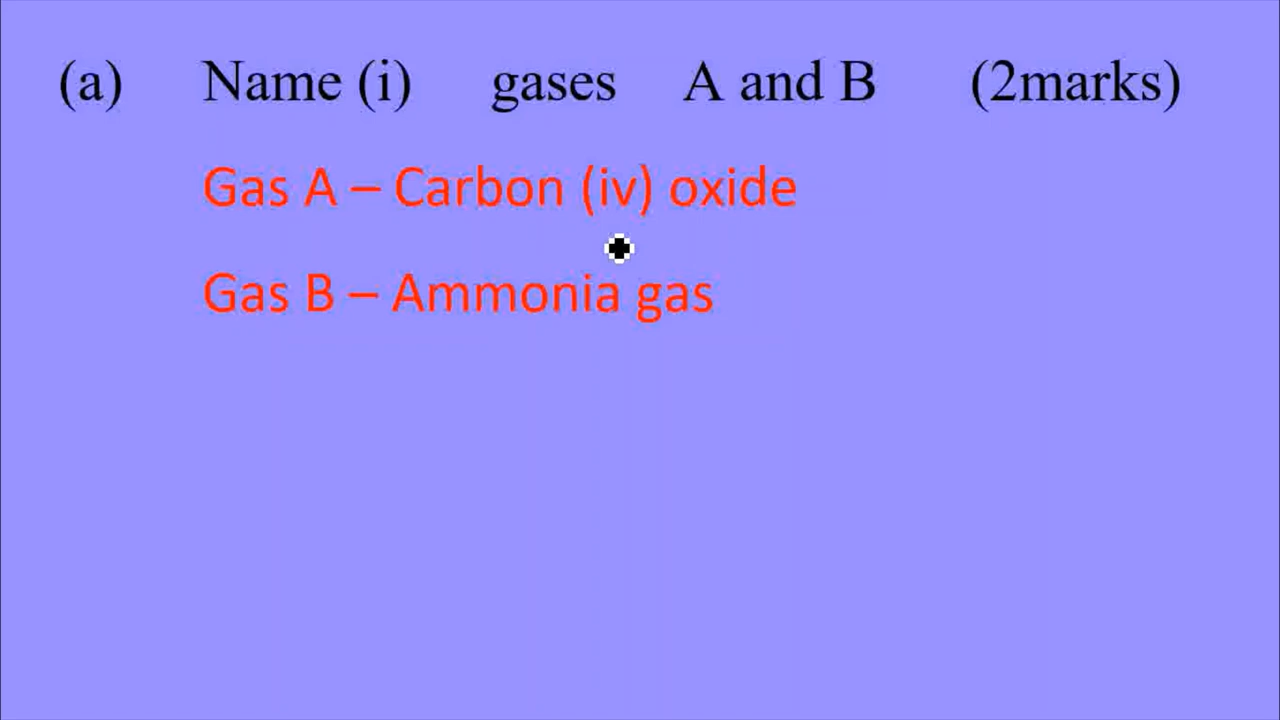 (a) Name (i) gases A and B (2marks)
Gas A – Carbon (iv) oxide
Gas B – Ammonia gas